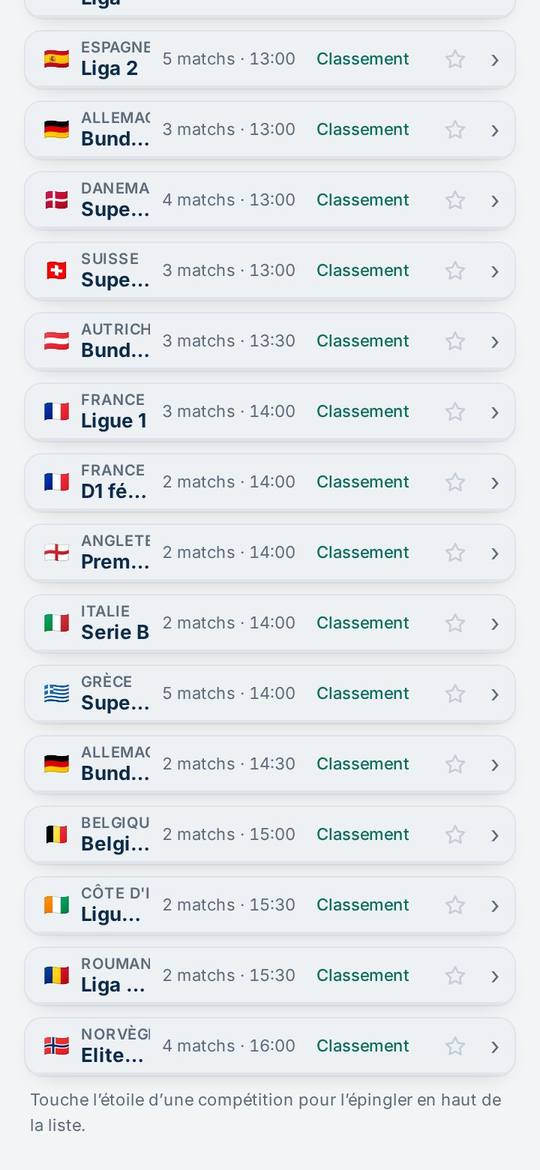 Liga
ESPAGNE
Liga 2
5 matchs · 13:00
Classement
ALLEMAG
Bund...
3 matchs · 13:00
Classement
DANEMA
Supe...
4 matchs · 13:00
Classement
SUISSE
Supe...
3 matchs · 13:00
Classement
AUTRICH
Bund...
3 matchs · 13:30
Classement
FRANCE
Ligue 1
3 matchs · 14:00
Classement
FRANCE
D1 fé...
2 matchs · 14:00
Classement
ANGLETE
Prem...
2 matchs · 14:00
Classement
ITALIE
Serie B
2 matchs · 14:00
Classement
GRÈCE
Supe...
5 matchs · 14:00
Classement
ALLEMAG
Bund...
2 matchs · 14:30
Classement
BELGIQU
Belgi...
2 matchs · 15:00
Classement
CÔTE D'I
Ligu...
2 matchs · 15:30
Classement
ROUMAN
Liga ...
2 matchs · 15:30
Classement
NORVÈG
Elite...
4 matchs · 16:00
Classement
Touche l’étoile d’une compétition pour l’épingler en haut de
la liste.